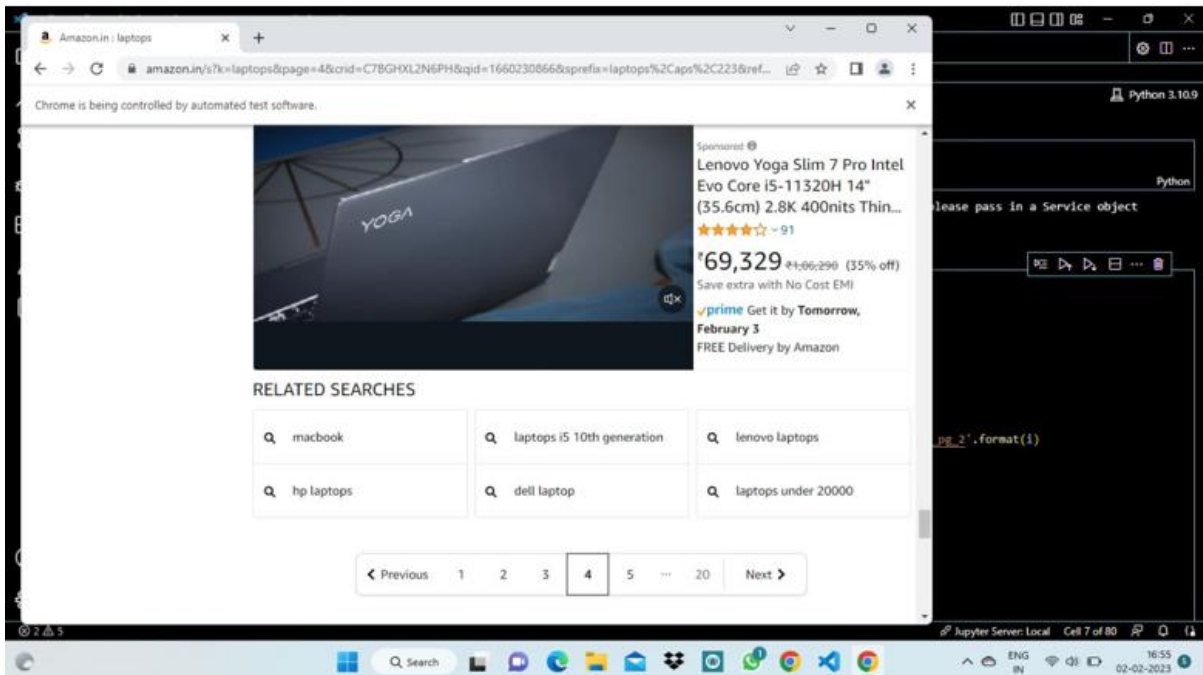 Amazon.in : laptops
amazon.in/s?k=laptops&page=4&crid=C7BGHXL2N6PH&qid=1660230866&sprefix=laptops%2Caps%2C223&ref...
Chrome is being controlled by automated test software.
Python 3.10.9
Python
lease pass in a Service object
YOGA
Sponsored
Lenovo Yoga Slim 7 Pro Intel
Evo Core i5-11320H 14"
(35.6cm) 2.8K 400nits Thin...
91
₹69,329 ₹1,06,290 (35% off)
Save extra with No Cost EMI
prime Get it by Tomorrow,
February 3
FREE Delivery by Amazon
RELATED SEARCHES
macbook laptops i5 10th generation lenovo laptops
hp laptops dell laptop laptops under 20000
_pg_2'.format(i)
Previous 1 2 3 4 5 ... 20 Next
2 5 Jupyter Server: Local Cell 7 of 80
Search ENG IN 16:55 02-02-2023